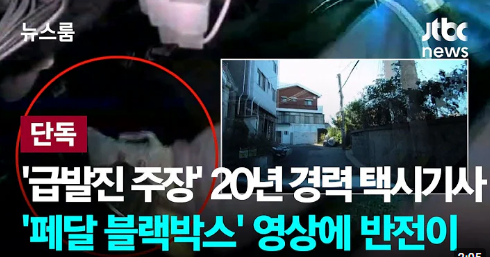 뉴스룸
jtbc
news
단독
'급발진 주장' 20년 경력 택시기사
'페달 블랙박스' 영상에 반전이